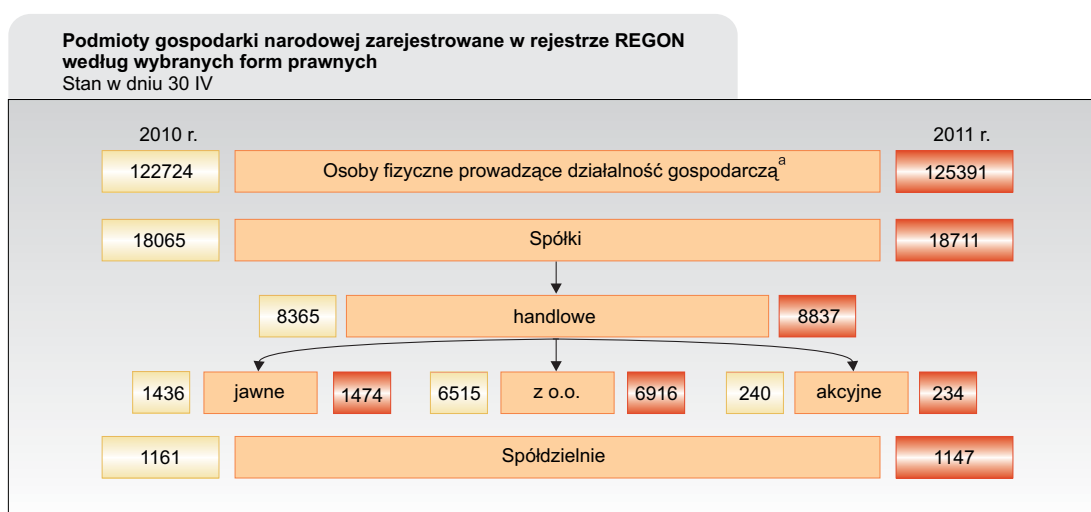 Podmioty gospodarki narodowej zarejestrowane w rejestrze REGON
według wybranych form prawnych
Stan w dniu 30 IV
2010 r. 2011 r.
122724 Osoby fizyczne prowadzące działalność gospodarczą a 125391
18065 Spółki 18711
8365 handlowe 8837
1436 jawne 1474 6515 z o.o. 6916 240 akcyjne 234
1161 Spółdzielnie 1147